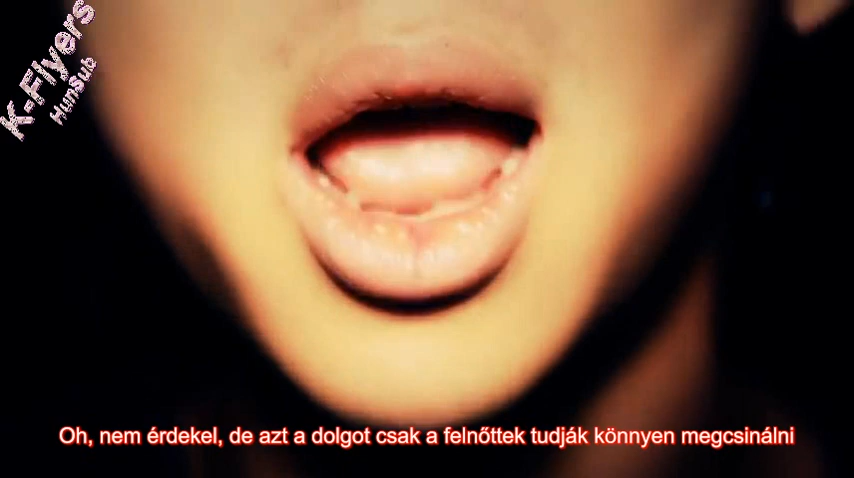 K-Flyers
HunSub
Oh, nem érdekel, de azt a dolgot csak a felnőttek tudják könnyen megcsinálni